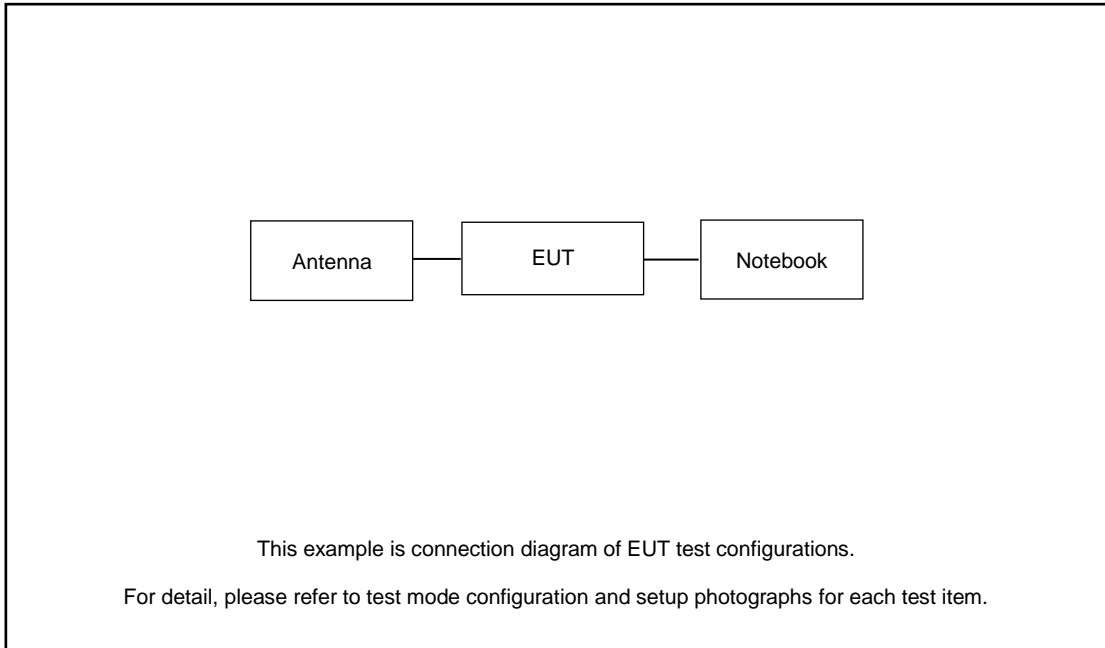 Antenna
EUT
Notebook
This example is connection diagram of EUT test configurations.
For detail, please refer to test mode configuration and setup photographs for each test item.